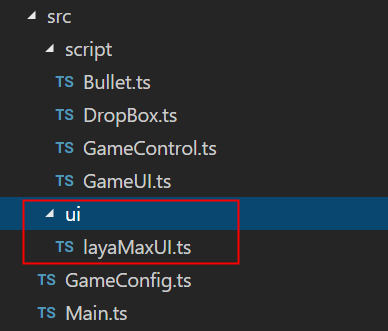 src
script
TS Bullet.ts
TS DropBox.ts
TS GameControl.ts
TS GameUI.ts
ui
TS layaMaxUI.ts
TS GameConfig.ts
TS Main.ts